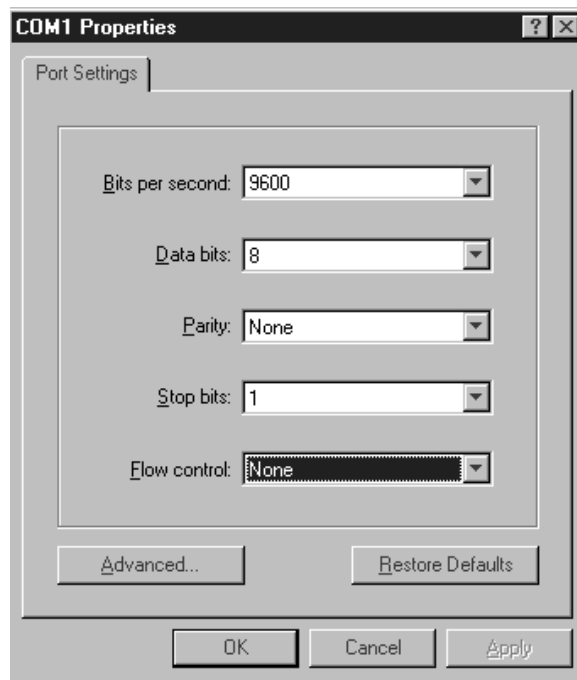 COM1 Properties
Port Settings
Bits per second: 9600
Data bits: 8
Parity: None
Stop bits: 1
Flow control: None
Advanced... Restore Defaults
OK Cancel Apply